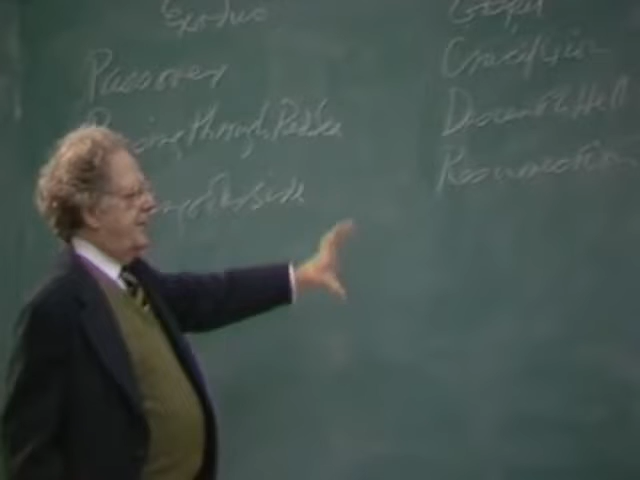 Exodus
Passover
Passing through Red Sea
Gospel
Crucifixion
Descent to Hell
Resurrection